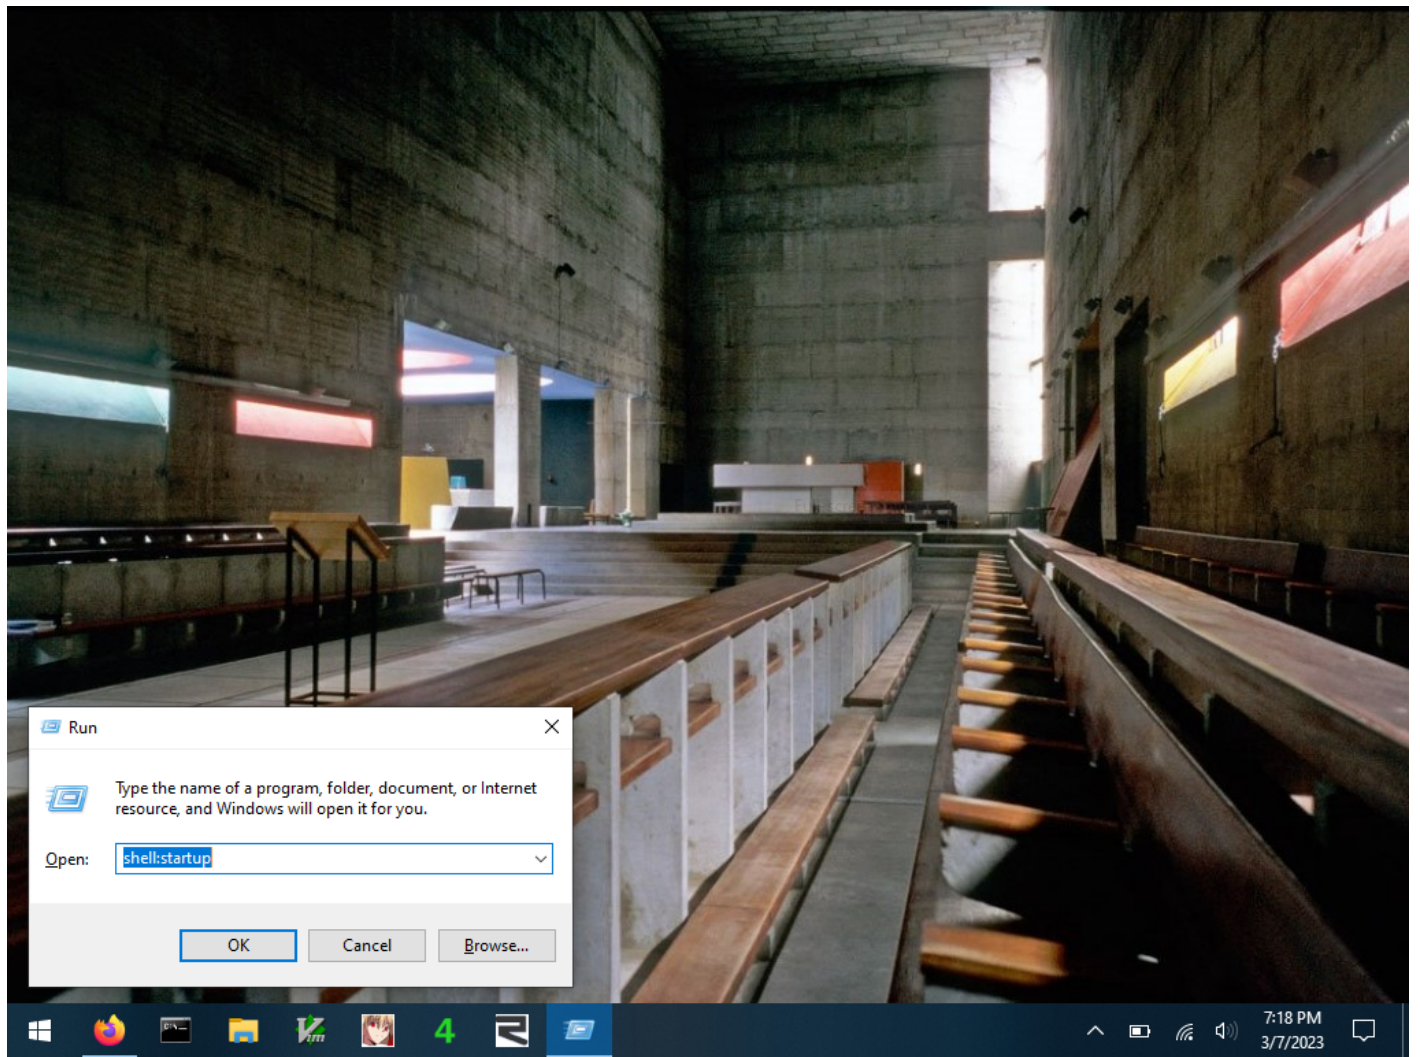 Run
Type the name of a program, folder, document, or Internet
resource, and Windows will open it for you.
Open:
shell:startup
OK
Cancel
Browse...
C:\_
Vim
4
7:18 PM
3/7/2023